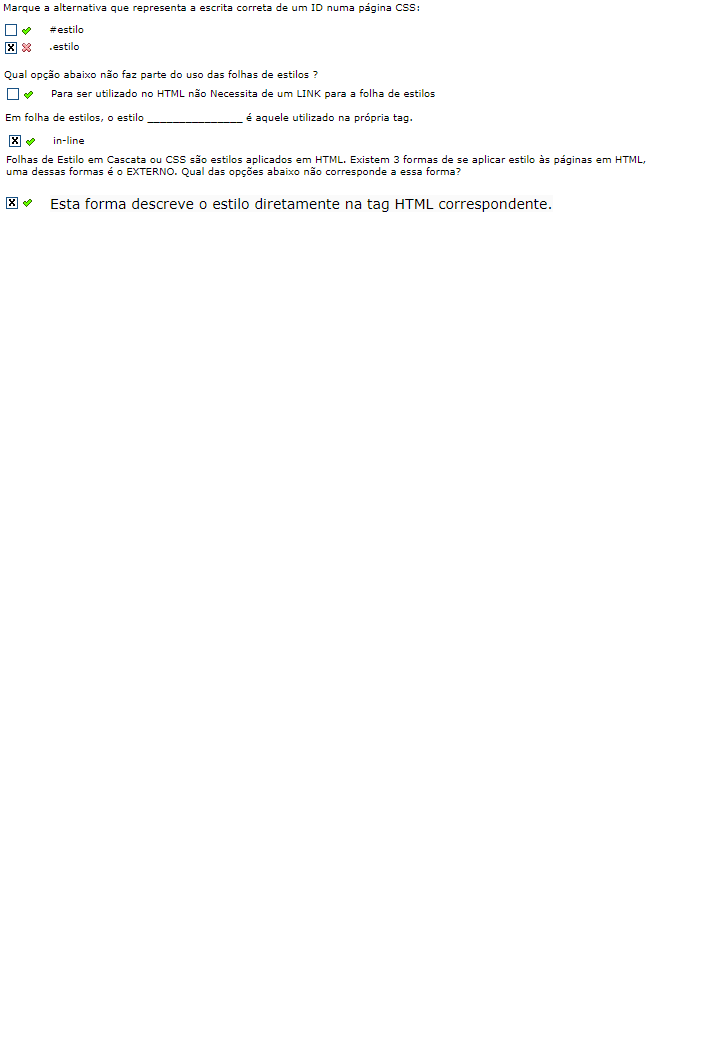 Marque a alternativa que representa a escrita correta de um ID numa página CSS:
#estilo
.estilo
Qual opção abaixo não faz parte do uso das folhas de estilos ?
Para ser utilizado no HTML não Necessita de um LINK para a folha de estilos
Em folha de estilos, o estilo _______________ é aquele utilizado na própria tag.
in-line
Folhas de Estilo em Cascata ou CSS são estilos aplicados em HTML. Existem 3 formas de se aplicar estilo às páginas em HTML,
uma dessas formas é o EXTERNO. Qual das opções abaixo não corresponde a essa forma?
Esta forma descreve o estilo diretamente na tag HTML correspondente.